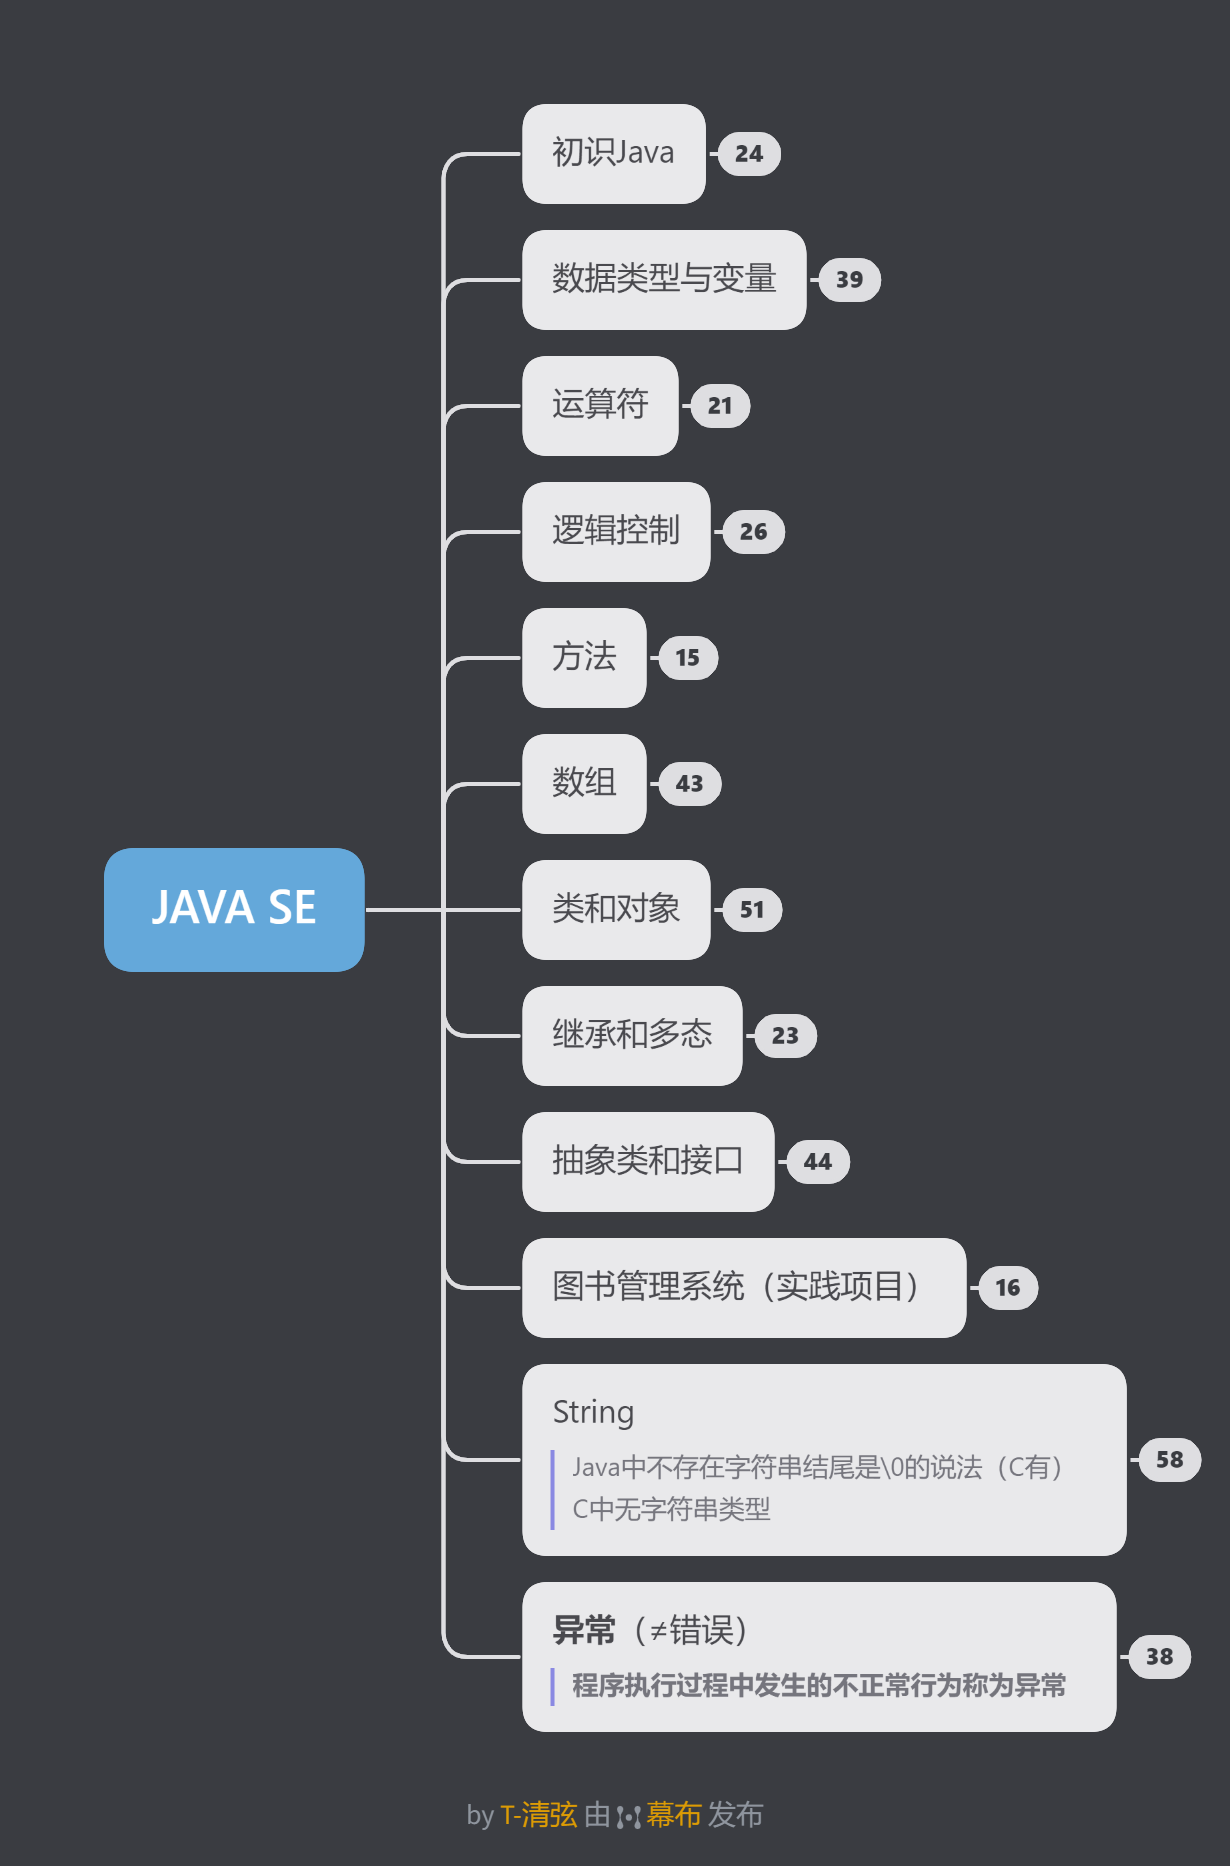 初识Java
24
数据类型与变量
39
运算符
21
逻辑控制
26
方法
15
数组
43
类和对象
51
JAVA SE
继承和多态
23
抽象类和接口
44
图书管理系统（实践项目）
16
String
Java中不存在字符串结尾是\0的说法（C有）
C中无字符串类型
58
异常（≠错误）
程序执行过程中发生的不正常行为称为异常
38
by T-清弦 由 幕布 发布